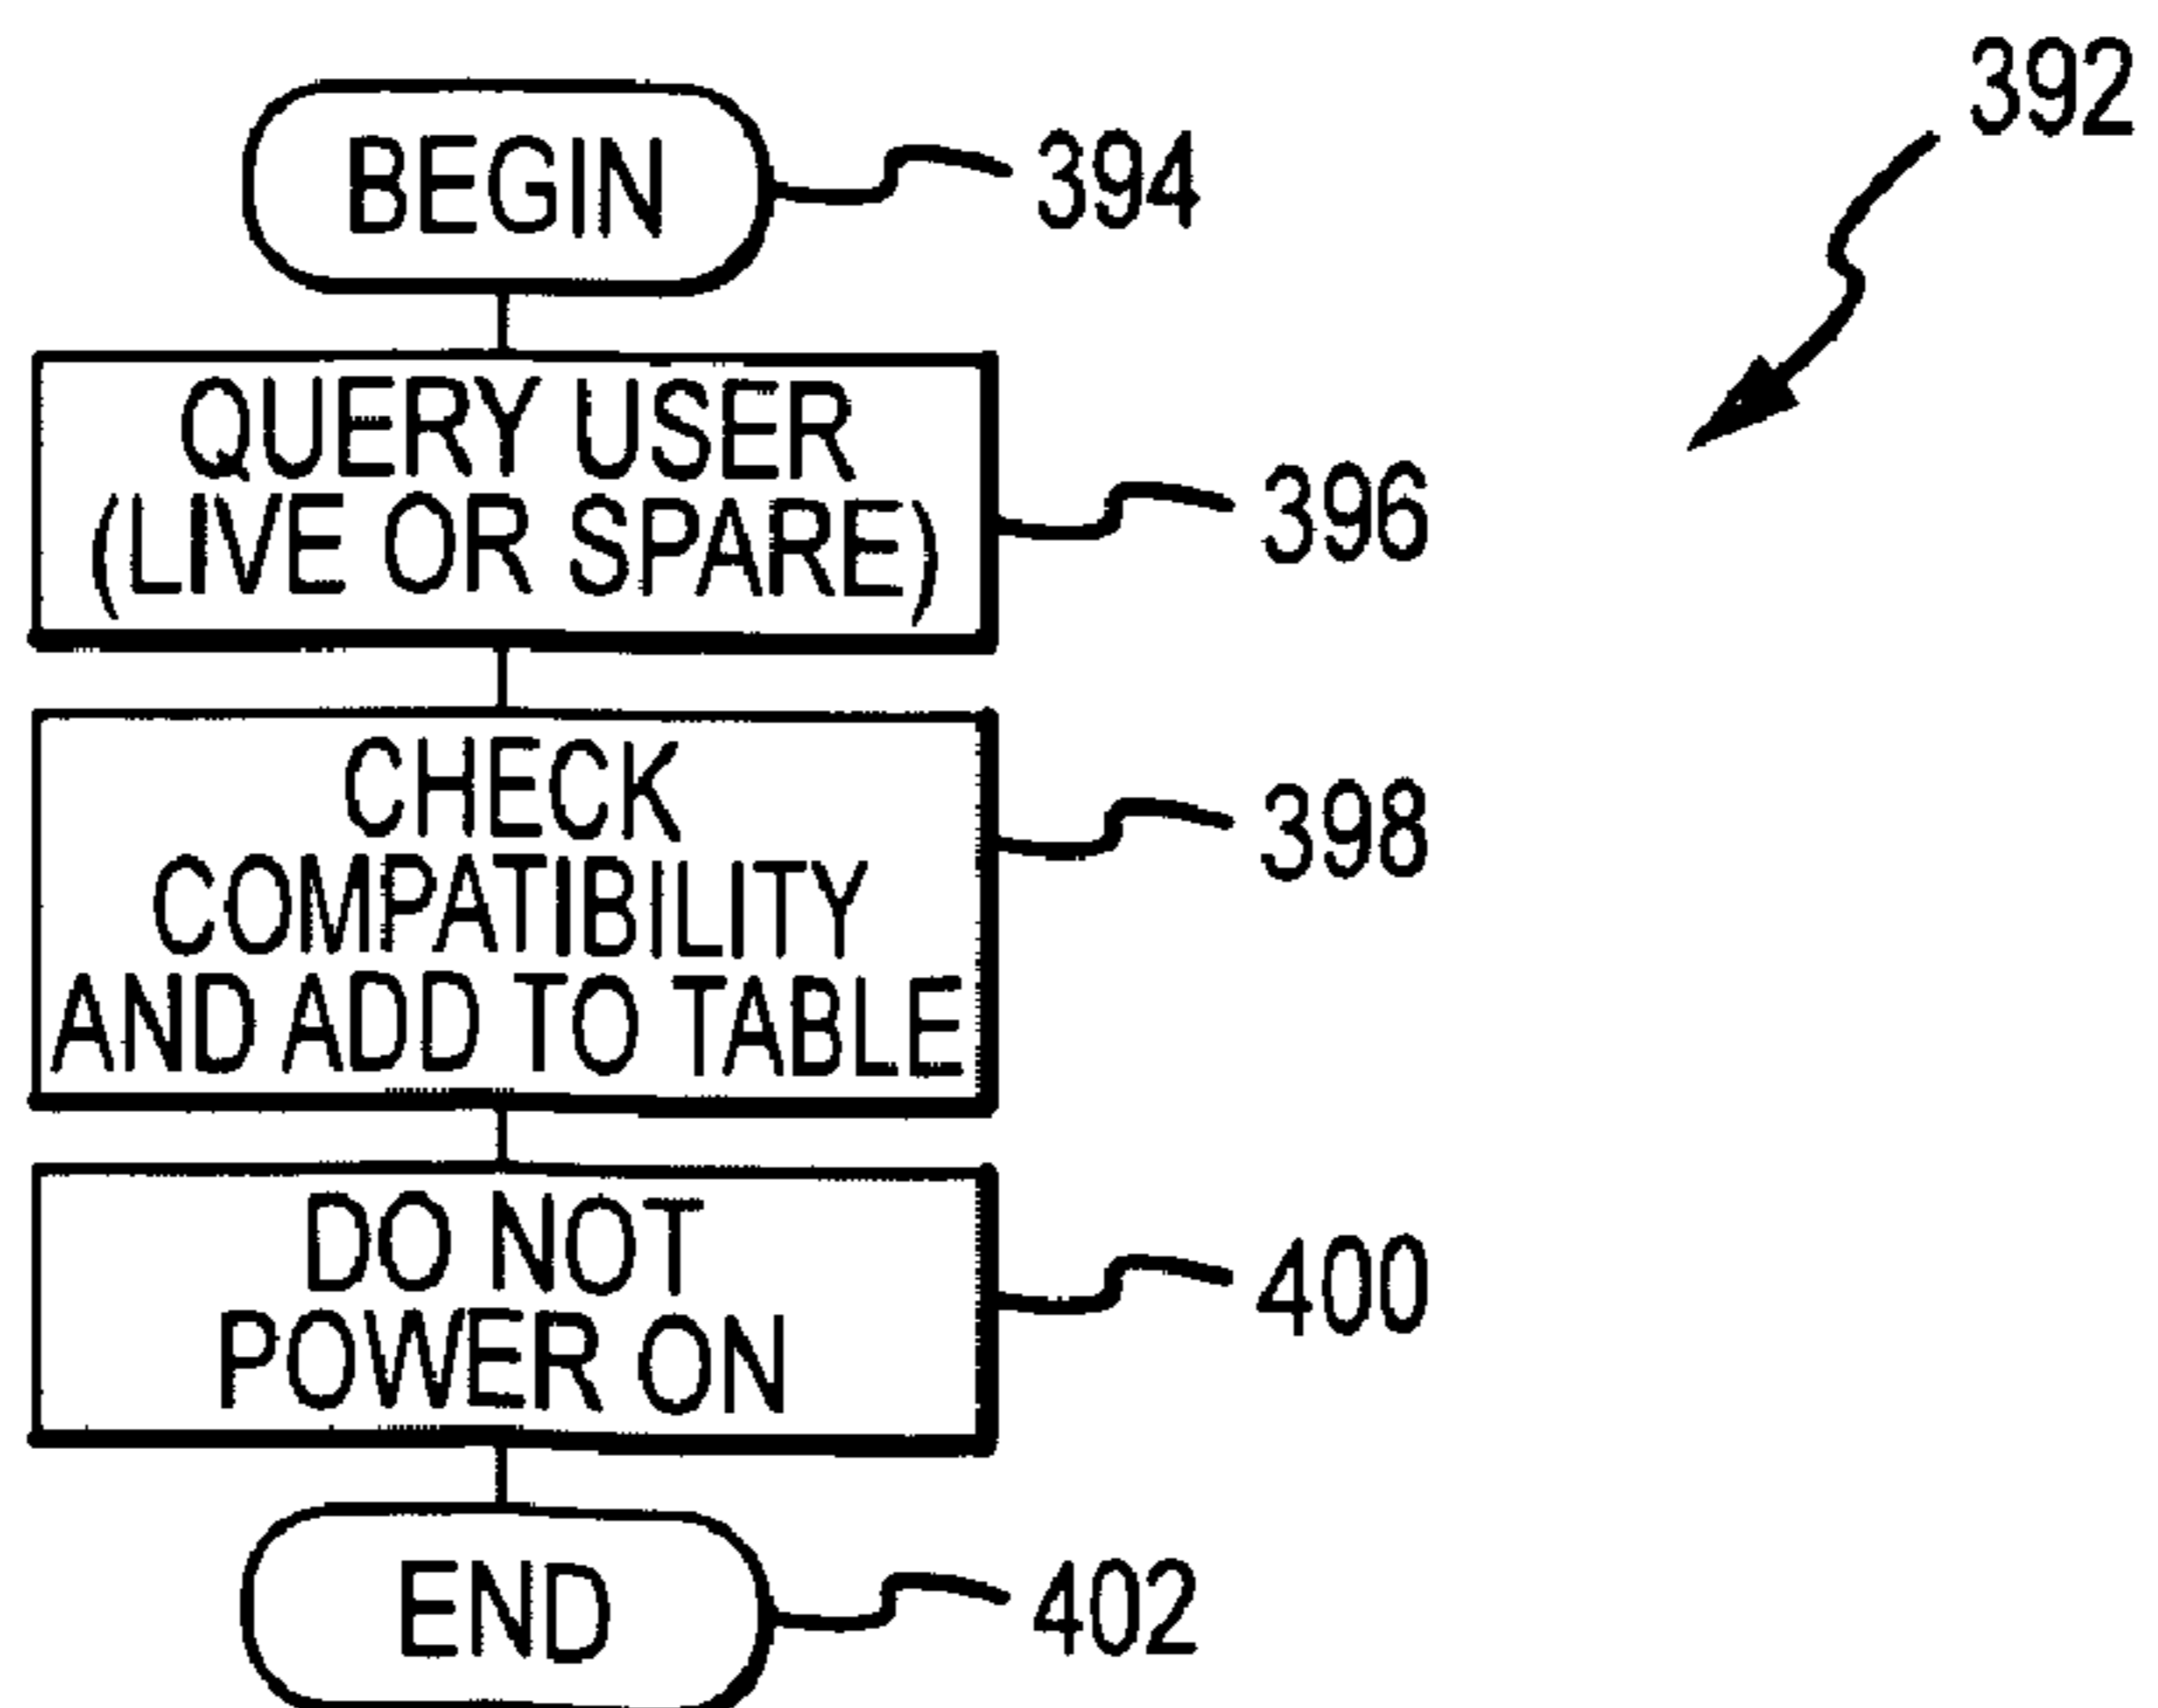 392
BEGIN
394
QUERY USER
(LIVE OR SPARE)
396
CHECK
COMPATIBILITY
AND ADD TO TABLE
398
DO NOT
POWER ON
400
END
402